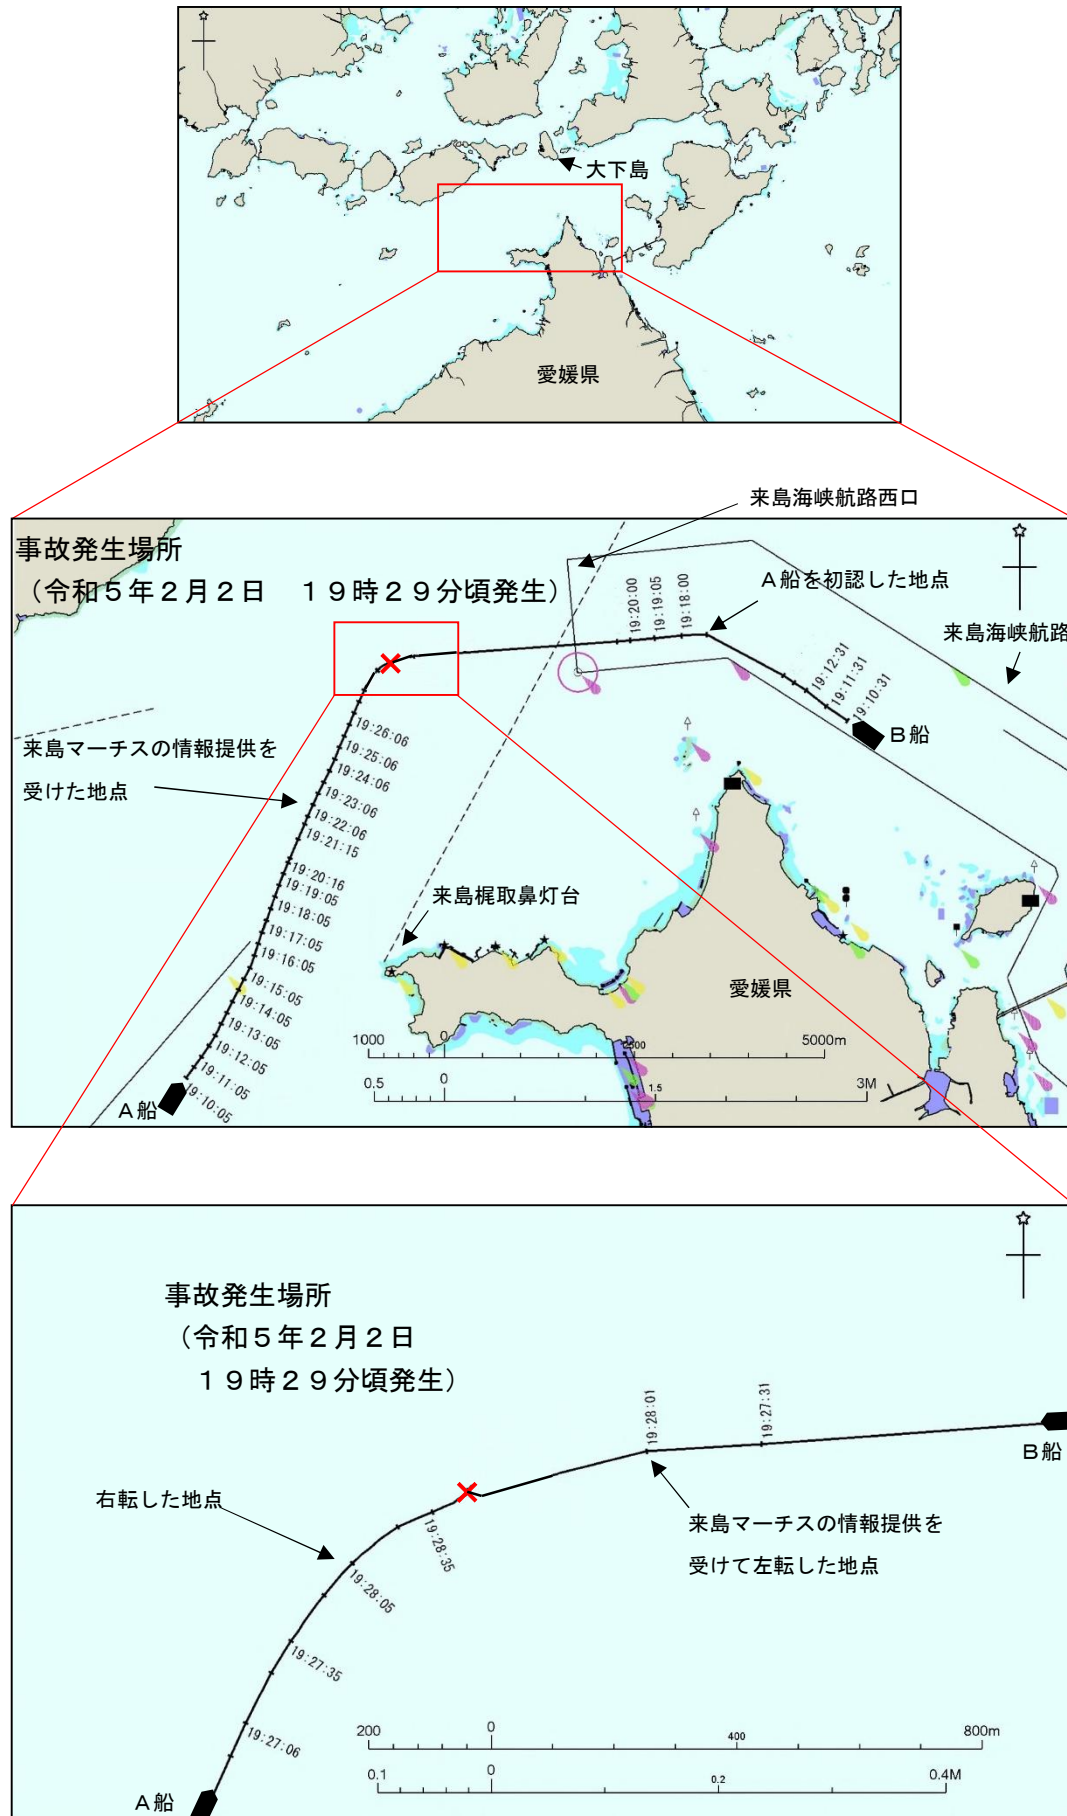 大下島
愛媛県
来島海峡航路西口
事故発生場所
(令和5年2月2日　19時29分頃発生)
A船を初認した地点
来島海峡航路
19:20:00
19:19:05
19:18:00
19:12:31
19:11:31
19:10:31
B船
来島マーチスの情報提供を
受けた地点
19:26:06
19:25:06
19:24:06
19:23:06
19:22:06
19:21:15
19:20:16
19:19:05
19:18:05
19:17:05
19:16:05
19:15:05
19:14:05
19:13:05
19:12:05
19:11:05
19:10:05
A船
来島梶取鼻灯台
愛媛県
1000 0 2500 5000m
0.5 0 1.5 3M
事故発生場所
(令和5年2月2日
19時29分頃発生)
19:28:01
19:27:31
B船
来島マーチスの情報提供を
受けて左転した地点
右転した地点
19:28:35
19:28:05
19:27:35
19:27:06
A船
200 0 400 800m
0.1 0 0.2 0.4M